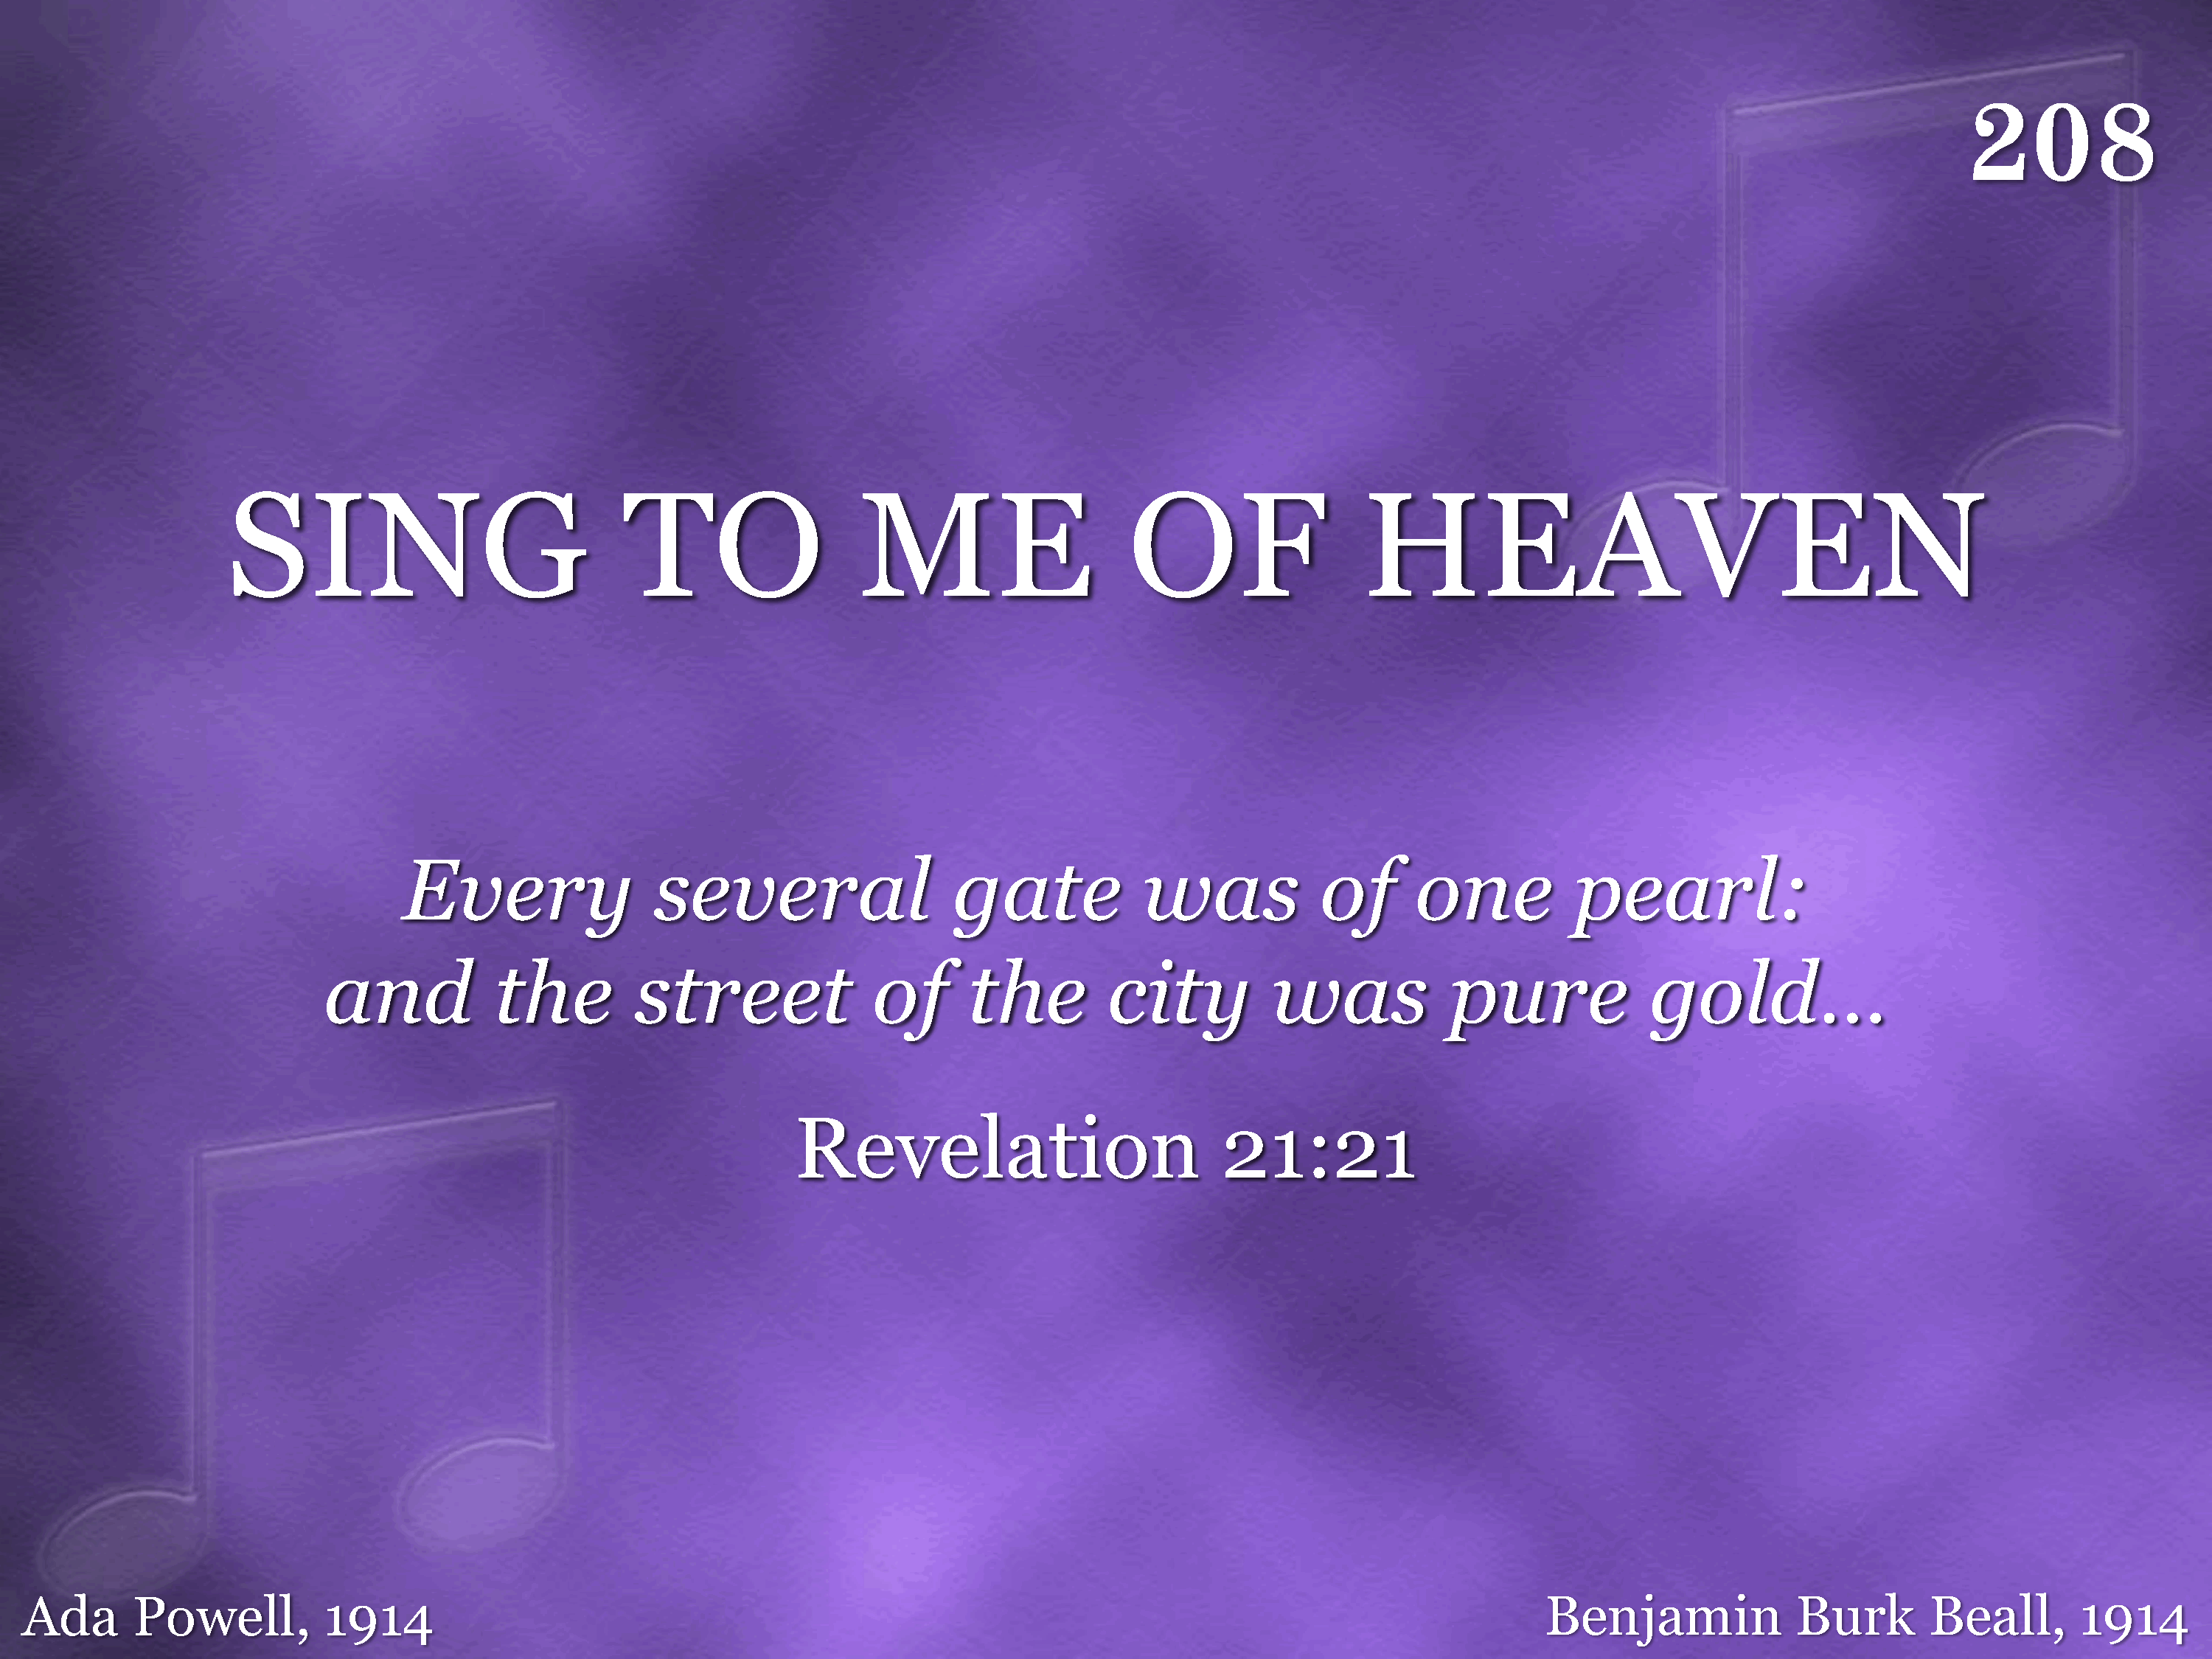 208
SING TO ME OF HEAVEN
Every several gate was of one pearl:
and the street of the city was pure gold...
Revelation 21:21
Ada Powell, 1914
Benjamin Burk Beall, 1914